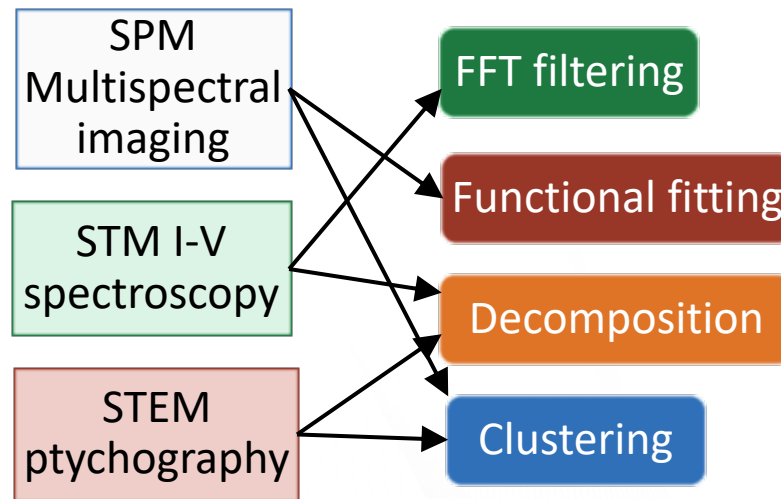 SPM
Multispectral
imaging
STM I-V
spectroscopy
STEM
ptychography
FFT filtering
Functional fitting
Decomposition
Clustering